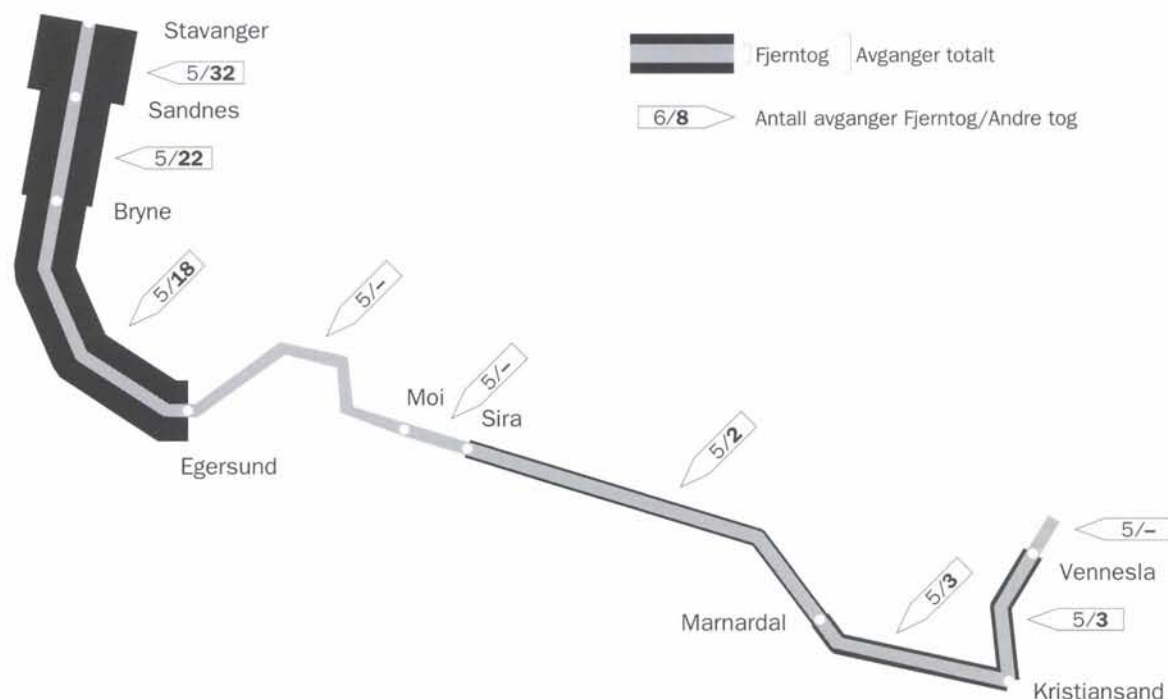 Stavanger
5/32
Sandnes
5/22
Bryne
5/18
Egersund
5/–
Moi
5/–
Sira
5/2
Marnardal
5/3
Kristiansand
5/3
Vennesla
5/–
Fjerntog
Avganger totalt
6/8
Antall avganger Fjerntog/Andre tog